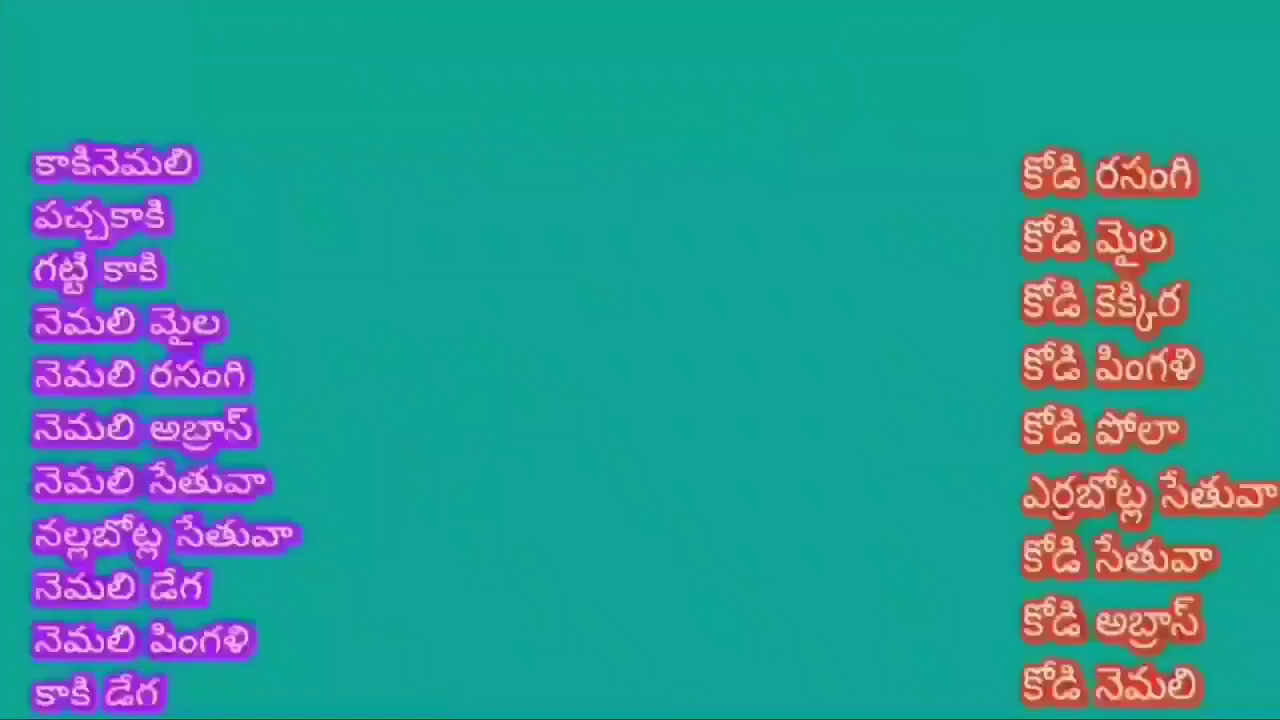 కాకినెమలి
పచ్చకాకి
గట్టి కాకి
నెమలి మైల
నెమలి రసంగి
నెమలి అబ్రాస్
నెమలి సేతువా
నల్లబోట్ల సేతువా
నెమలి డేగ
నెమలి పింగళి
కాకి డేగ
కోడి రసంగి
కోడి మైల
కోడి కెక్కిర
కోడి పింగళి
కోడి పోలా
ఎర్రబోట్ల సేతువా
కోడి సేతువా
కోడి అబ్రాస్
కోడి నెమలి